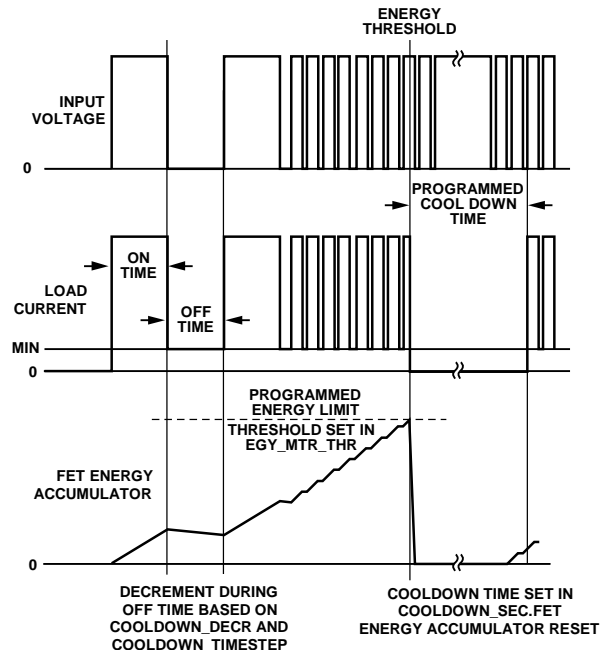 ENERGY
THRESHOLD
INPUT
VOLTAGE
0
PROGRAMMED
COOL DOWN
TIME
ON
TIME
OFF
TIME
LOAD
CURRENT
MIN
0
PROGRAMMED
ENERGY LIMIT
THRESHOLD SET IN
EGY_MTR_THR
FET ENERGY
ACCUMULATOR
0
DECREMENT DURING
OFF TIME BASED ON
COOLDOWN_DECR AND
COOLDOWN_TIMESTEP
COOLDOWN TIME SET IN
COOLDOWN_SEC.FET
ENERGY ACCUMULATOR RESET